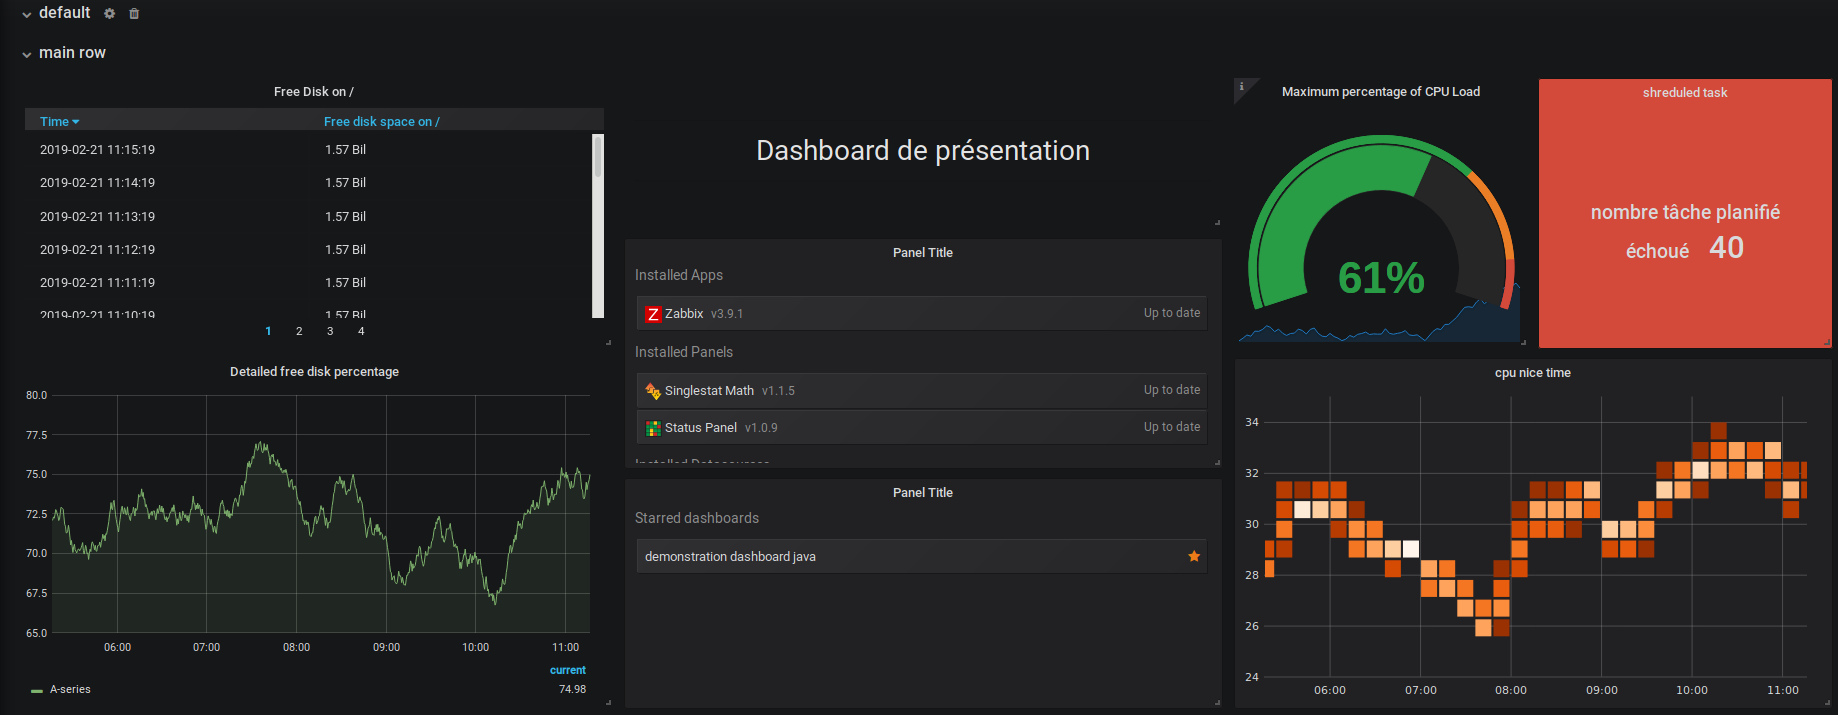 default
main row
Free Disk on /
Time
Free disk space on /
2019-02-21 11:15:19 1.57 Bil
2019-02-21 11:14:19 1.57 Bil
2019-02-21 11:13:19 1.57 Bil
2019-02-21 11:12:19 1.57 Bil
2019-02-21 11:11:19 1.57 Bil
2019-02-21 11:10:19 1.57 Bil
1 2 3 4
Detailed free disk percentage
80.0
77.5
75.0
72.5
70.0
67.5
65.0
06:00 07:00 08:00 09:00 10:00 11:00
current
A-series 74.98
Dashboard de présentation
Panel Title
Installed Apps
Zabbix v3.9.1 Up to date
Installed Panels
Singlestat Math v1.1.5 Up to date
Status Panel v1.0.9 Up to date
Installed Datasources
Panel Title
Starred dashboards
demonstration dashboard java
i
Maximum percentage of CPU Load
61%
shreduled task
nombre tâche planifié
échoué 40
cpu nice time
34
32
30
28
26
24
06:00 07:00 08:00 09:00 10:00 11:00